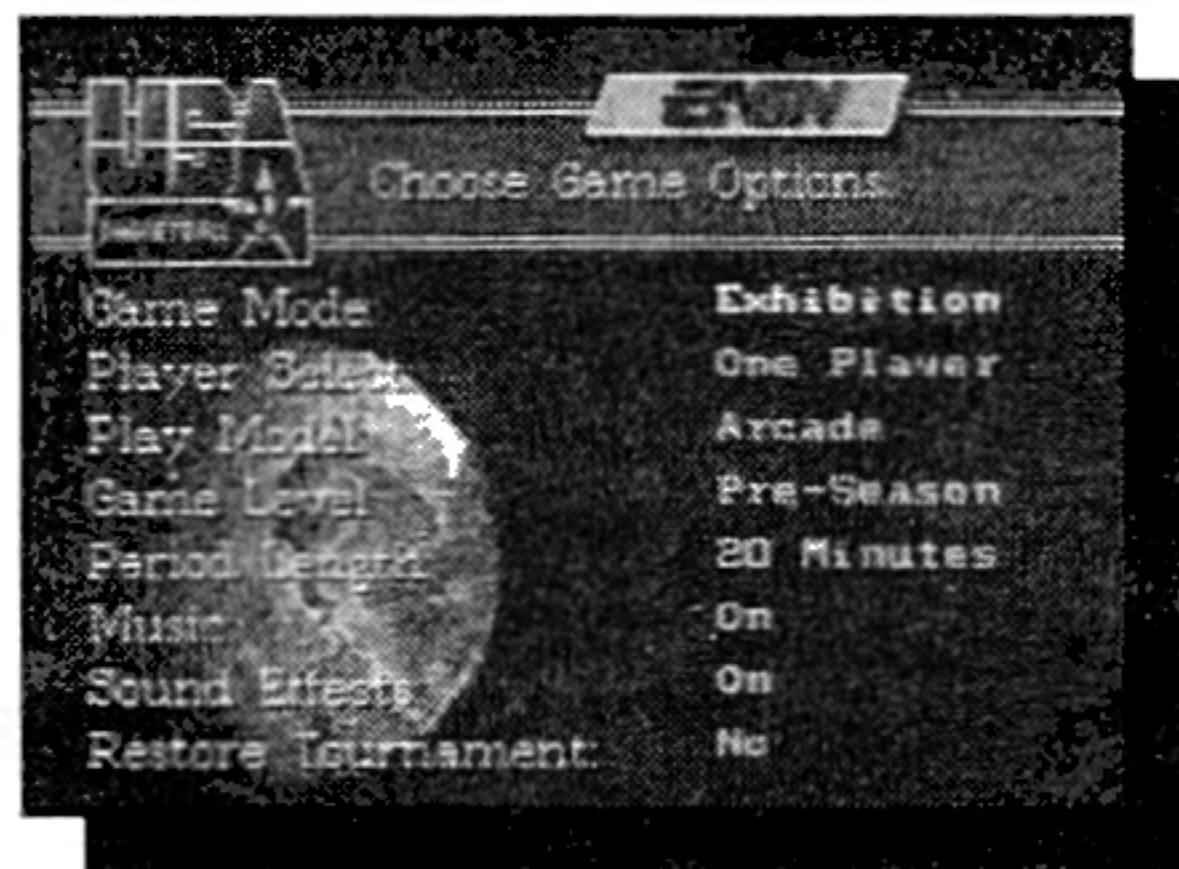 Choose Game Options
Game Mode: Exhibition
Player Select: One Player
Play Mode: Arcade
Game Level: Pre-Season
Period Length: 20 Minutes
Music: On
Sound Effects: On
Restore Tournament: No